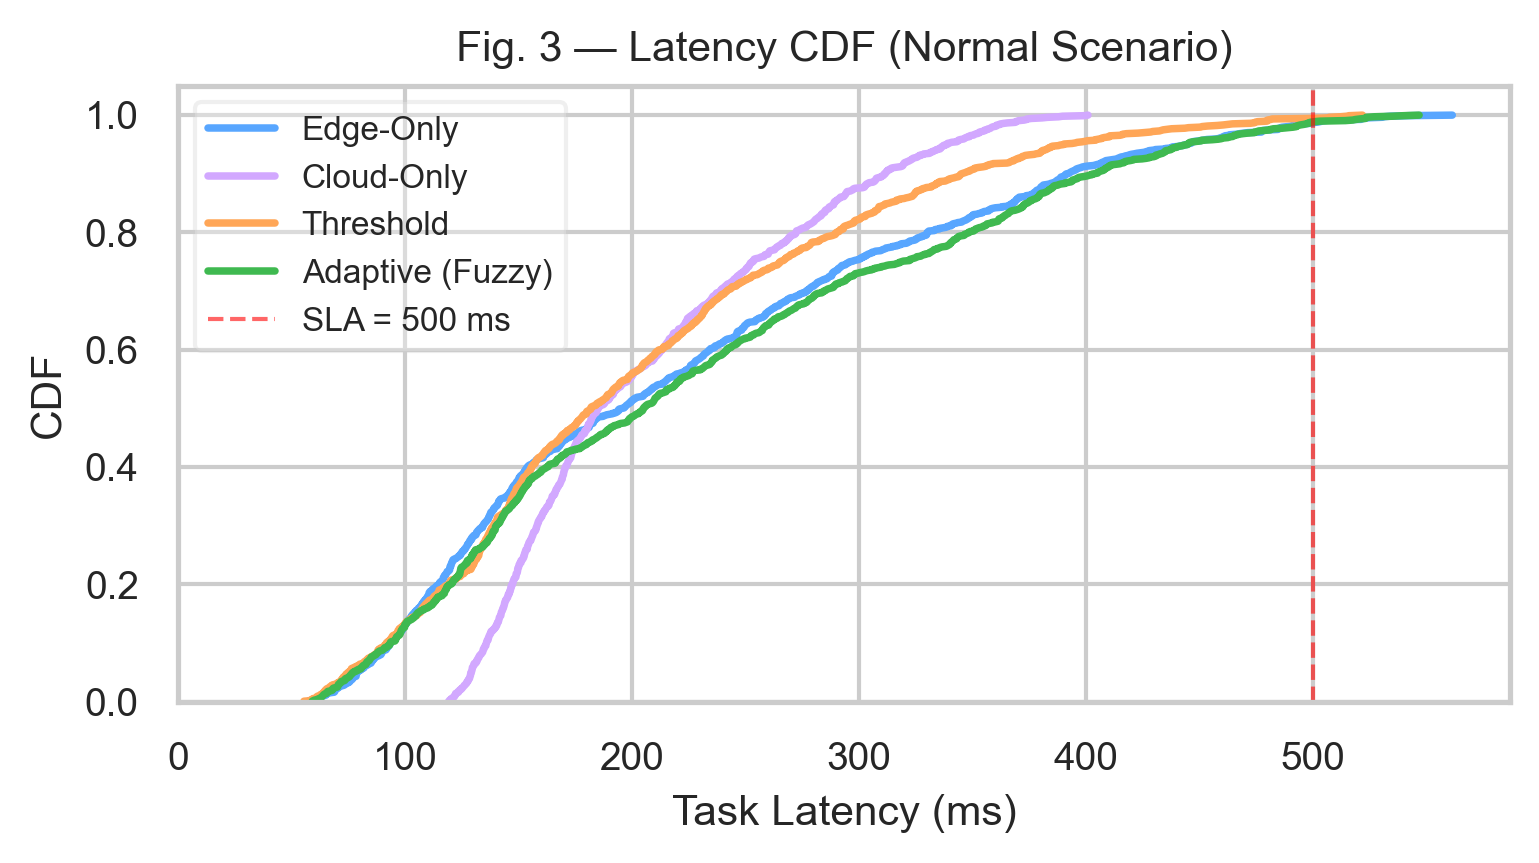 Fig. 3 — Latency CDF (Normal Scenario)
Edge-Only
Cloud-Only
Threshold
Adaptive (Fuzzy)
SLA = 500 ms
CDF
1.0
0.8
0.6
0.4
0.2
0.0
0 100 200 300 400 500
Task Latency (ms)